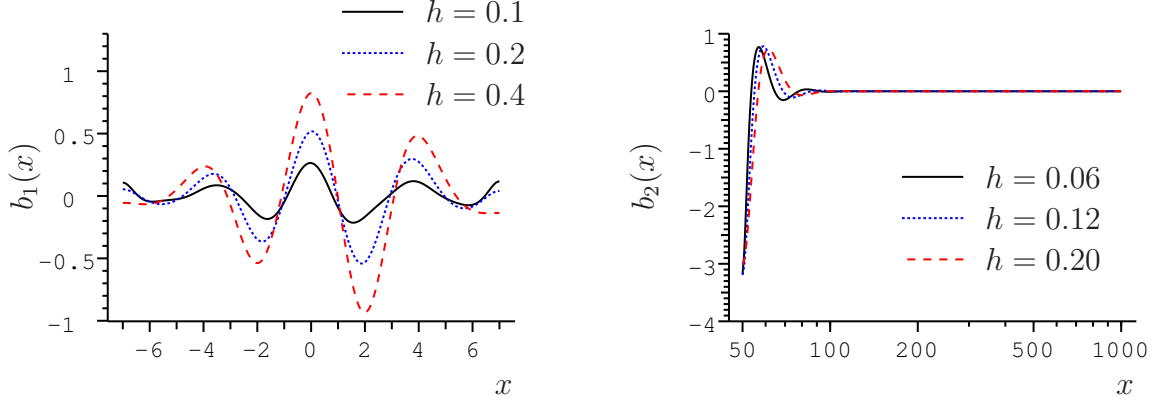 h = 0.1
h = 0.2
h = 0.4
1
0.5
0
−0.5
−1
b₁(x)
−6 −4 −2 0 2 4 6
x
1
0
−1
−2
−3
−4
b₂(x)
h = 0.06
h = 0.12
h = 0.20
50 100 200 500 1000
x